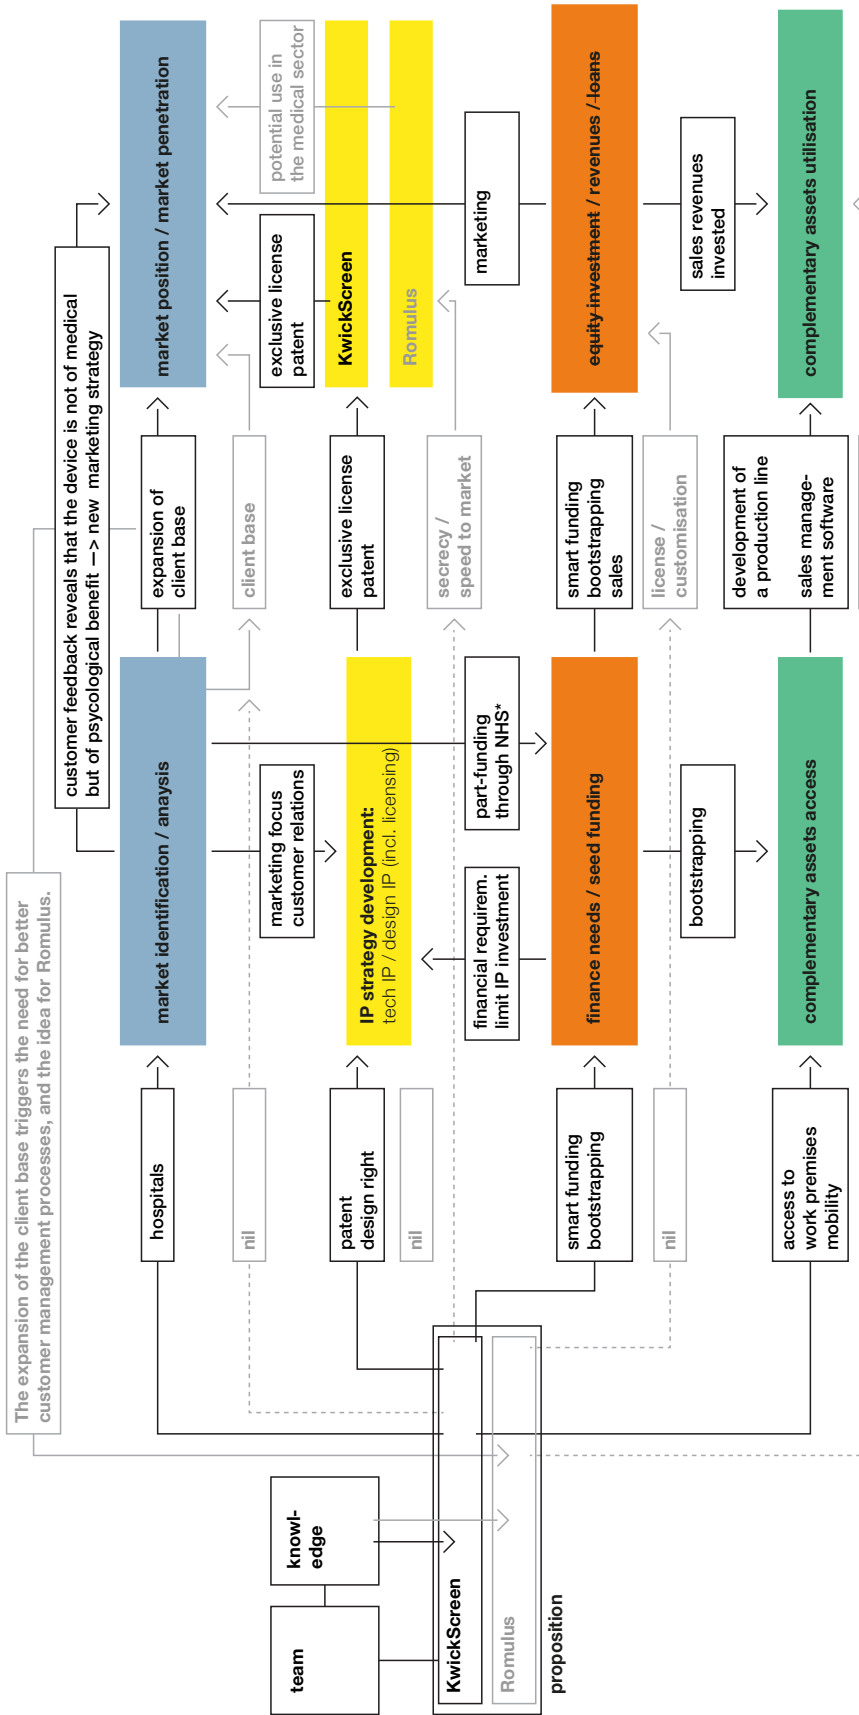 The expansion of the client base triggers the need for better
customer management processes, and the idea for Romulus.
customer feedback reveals that the device is not of medical
but of psycological benefit —> new marketing strategy
hospitals
market identification / anaysis
expansion of
client base
market position / market penetration
nil
client base
marketing focus
customer relations
exclusive license
patent
potential use in
the medical sector
team
knowl-
edge
patent
design right
IP strategy development:
tech IP / design IP (incl. licensing)
exclusive license
patent
KwickScreen
nil
Romulus
secrecy /
speed to market
KwickScreen
Romulus
proposition
financial requirem.
limit IP investment
part-funding
through NHS*
marketing
smart funding
bootstrapping
finance needs / seed funding
smart funding
bootstrapping
sales
equity investment / revenues / loans
nil
license /
customisation
bootstrapping
sales revenues
invested
access to
work premises
mobility
complementary assets access
development of
a production line
sales manage-
ment software
complementary assets utilisation